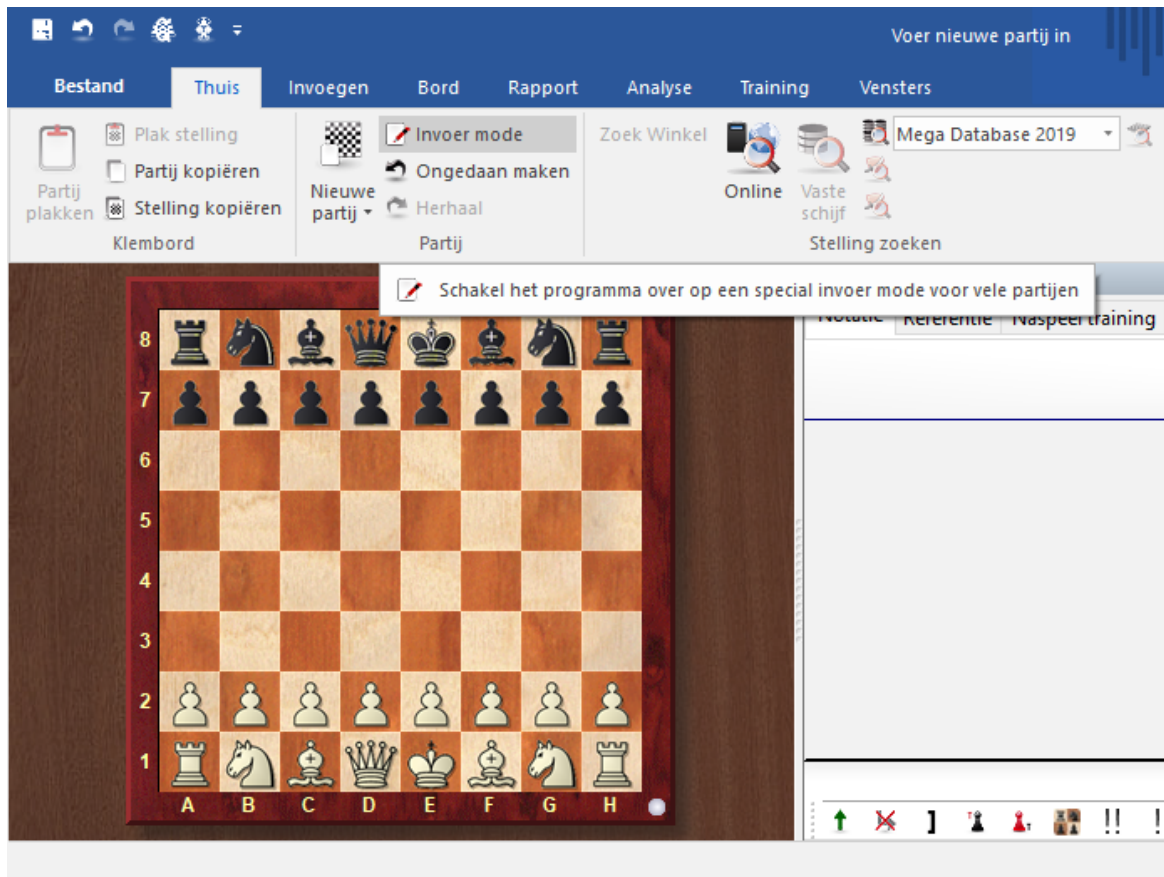 Voer nieuwe partij in
Bestand Thuis Invoegen Bord Rapport Analyse Training Vensters
Plak stelling
Partij kopiëren
Stelling kopiëren
Partij plakken
Klembord
Nieuwe partij
Invoer mode
Ongedaan maken
Herhaal
Partij
Zoek Winkel
Online
Vaste schijf
Mega Database 2019
Stelling zoeken
Schakel het programma over op een special invoer mode voor vele partijen
Notatie Referentie Naspeel training
8
7
6
5
4
3
2
1
A B C D E F G H
] !! !